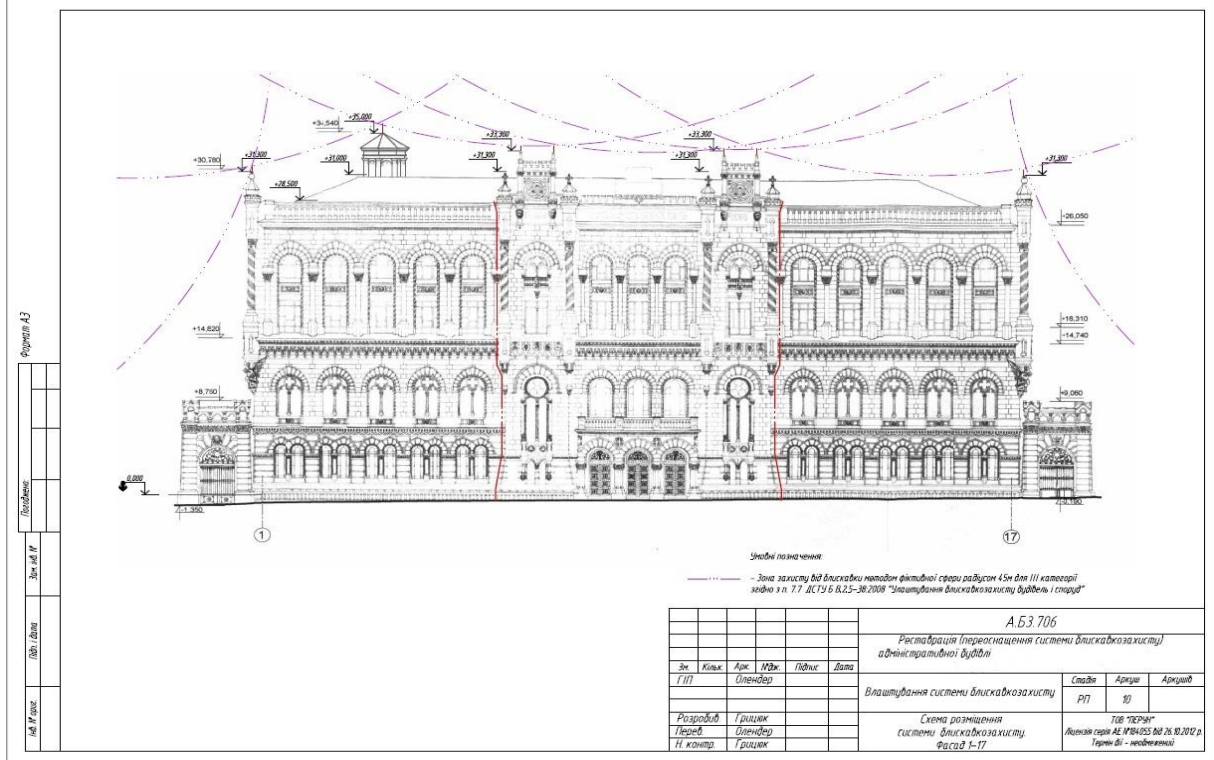 +35,000
+34,540
+33,300
+33,300
+30,780
+31,300
+31,000
+31,300
+31,300
+31,300
+28,500
+26,050
+14,820
+16,310
+14,740
+8,750
+9,060
0,000
-1.350
-0,190
1
17
Формат А3
Погоджено:
Зам. інв. №
Підп. і дата
Інв. № ориг.
Умовні позначення:
- Зона захисту від блискавки методом фіктивної сфери радіусом 45м для III категорії
згідно з п. 7.7 ДСТУ Б В.2.5-38:2008 "Улаштування блискавкозахисту будівель і споруд"
А.БЗ.706
Реставрація (переоснащення системи блискавкозахисту)
адміністративної будівлі
Зм. Кільк. Арк. №док. Підпис Дата
ГІП Олендер
Влаштування системи блискавкозахисту
Стадія Аркуш Аркушів
РП 10
Розробив Грицюк
Перев. Олендер
Н. контр. Грицюк
Схема розміщення
системи блискавкозахисту.
Фасад 1-17
ТОВ "ПЕРУН"
Ліцензія серія АЕ №184055 від 26.10.2012 р.
Термін дії - необмежений